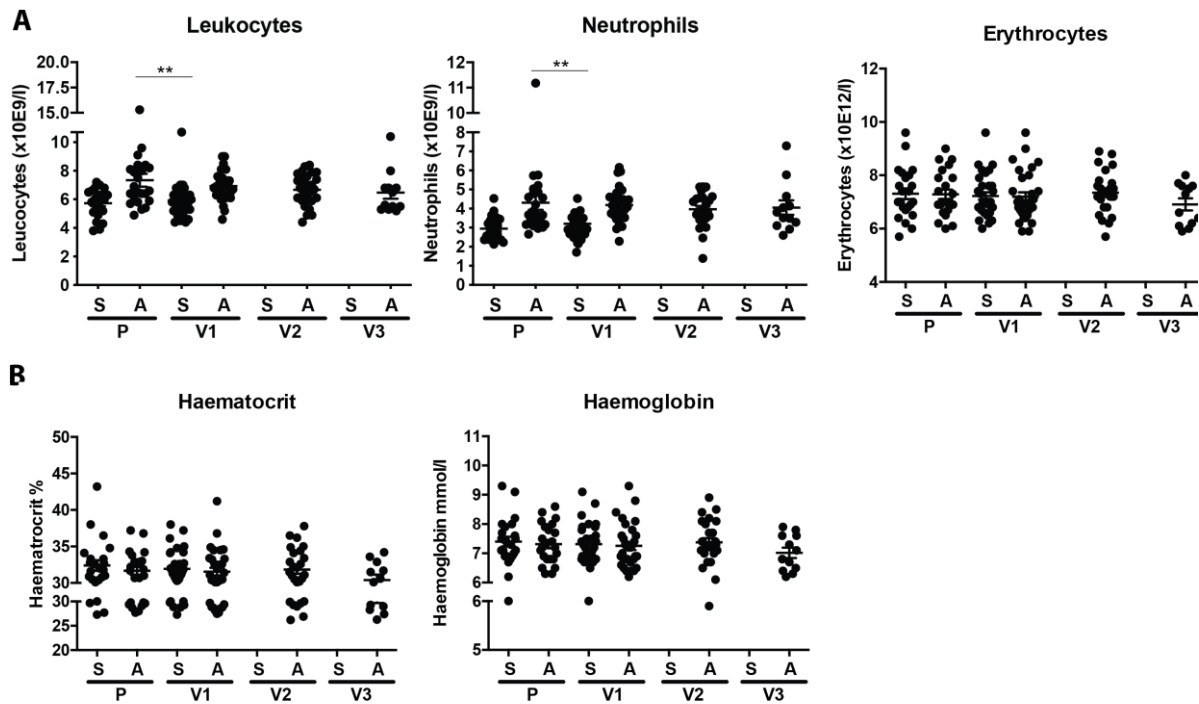 A
Leukocytes
Leucocytes (x10E9/l)
20.0
17.5
15.0
10
8
6
4
2
0
**
S A S A S A S A
P V1 V2 V3
Neutrophils
Neutrophils (x10E9/l)
12
11
10
9
8
7
6
5
4
3
2
1
0
**
S A S A S A S A
P V1 V2 V3
Erythrocytes
Erythrocytes (x10E12/l)
12
10
8
6
4
S A S A S A S A
P V1 V2 V3
B
Haematocrit
Haematrocrit %
50
45
40
35
30
30
25
20
S A S A S A S A
P V1 V2 V3
Haemoglobin
Haemoglobin mmol/l
11
10
9
8
7
6
6
5
S A S A S A S A
P V1 V2 V3